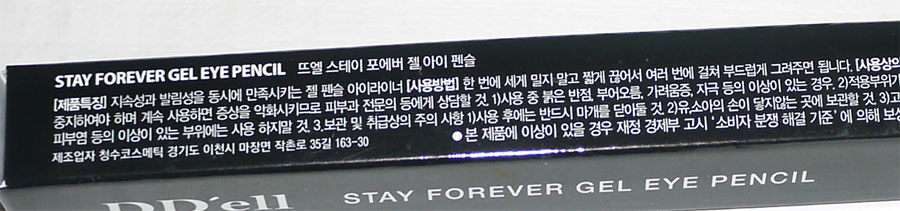 STAY FOREVER GEL EYE PENCIL 뜨엘 스테이 포에버 젤 아이 펜슬
[제품특징] 지속성과 발림성을 동시에 만족시키는 젤 펜슬 아이라이너 [사용방법] 한 번에 세게 밀지 말고 짧게 끊어서 여러 번에 걸쳐 부드럽게 그려주면 됩니다. [사용상의
중지하여야 하며 계속 사용하면 증상을 악화시키므로 피부과 전문의 등에게 상담할 것. 1)사용 중 붉은 반점, 부어오름, 가려움증, 자극 등의 이상이 있는 경우, 2)적용부위가
피부염 등의 이상이 있는 부위에는 사용 하지말 것. 3.보관 및 취급상의 주의 사항 1)사용 후에는 반드시 마개를 닫아둘 것. 2)유.소아의 손이 닿지않는 곳에 보관할 것. 3)고
●본 제품에 이상이 있을 경우 재정 경제부 고시 '소비자 분쟁 해결 기준' 에 의해 보상
제조업자 청수코스메틱 경기도 이천시 마장면 작촌로 35길 163-30
DD'ell STAY FOREVER GEL EYE PENCIL